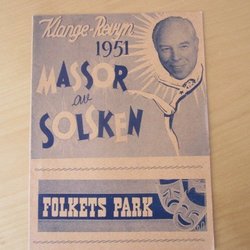 Klange-Revyn
1951
MASSOR
av
SOLSKEN
FOLKETS PARK